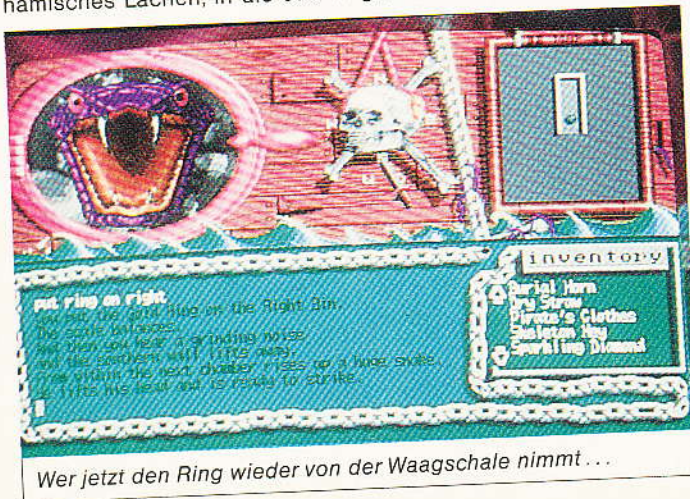 hämisches Lachen, in die
inventory
Burial Horn
Dry Straw
Pirate's Clothes
Skeleton Key
Sparkling Diamond
Put ring on right
You put the Gold Ring on the Right Bin.
The scale balances.
And then you hear a grinding noise
and the southern wall lifts away.
From within the next chamber rises up a huge snake.
It lifts his head and is ready to strike.
Wer jetzt den Ring wieder von der Waagschale nimmt...